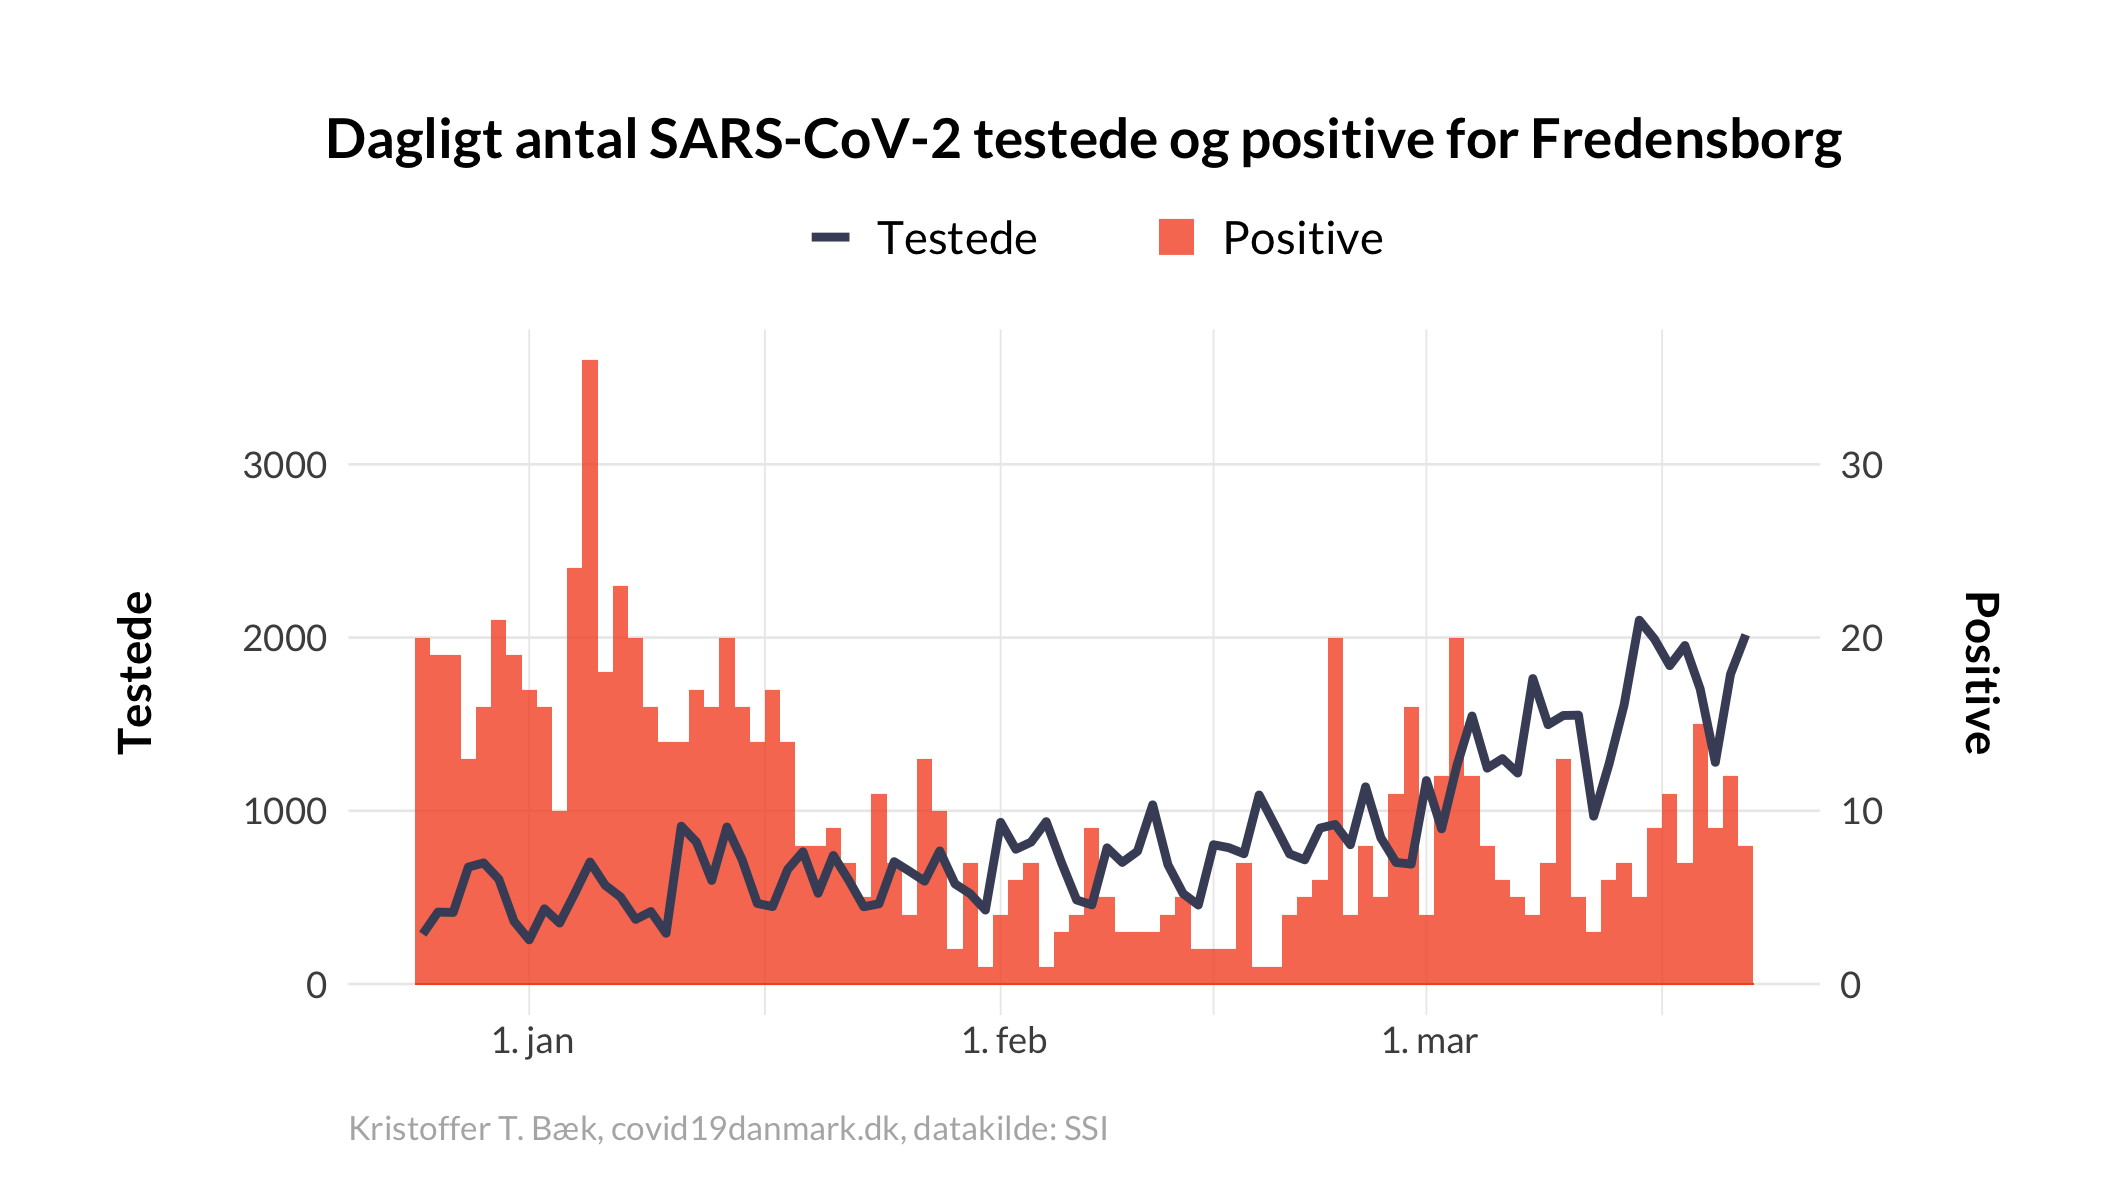 Dagligt antal SARS-CoV-2 testede og positive for Fredensborg
Testede
Positive
3000
2000
1000
0
30
20
10
0
Testede
Positive
1. jan
1. feb
1. mar
Kristoffer T. Bæk, covid19danmark.dk, datakilde: SSI